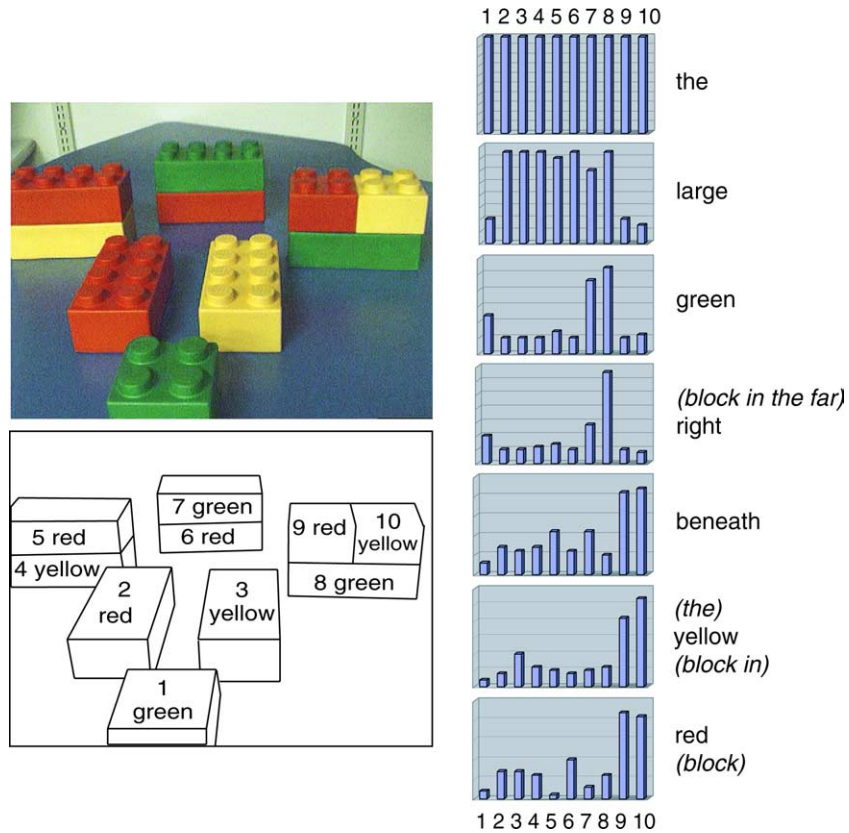 1 2 3 4 5 6 7 8 9 10
the
large
green
(block in the far)
right
beneath
(the)
yellow
(block in)
red
(block)
1 2 3 4 5 6 7 8 9 10
7 green
6 red
5 red
4 yellow
9 red
10
yellow
8 green
2
red
3
yellow
1
green